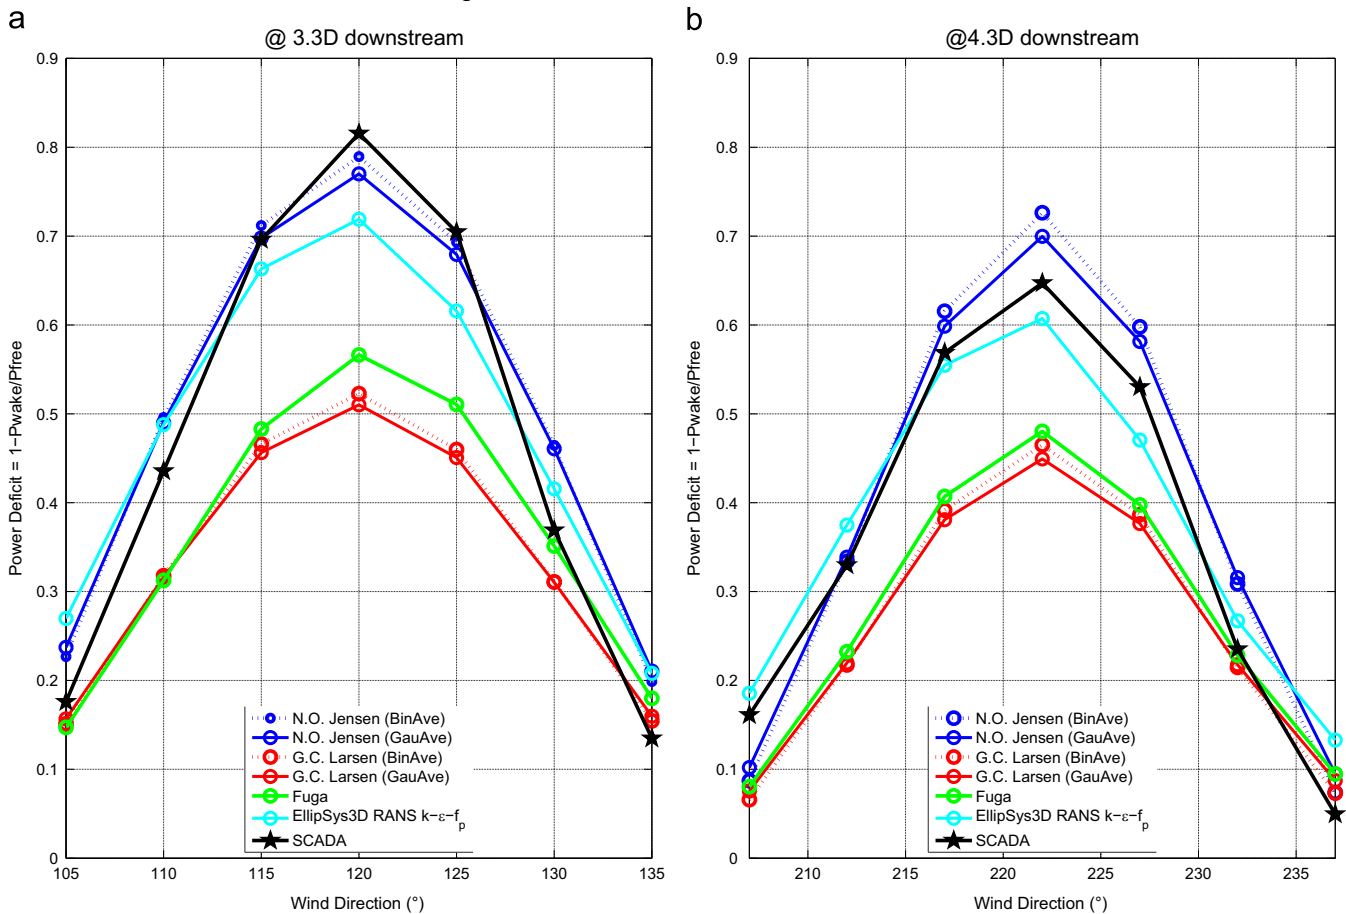 a
@ 3.3D downstream
0.9
0.8
0.7
0.6
0.5
0.4
0.3
0.2
0.1
0
Power Deficit = 1−Pwake/Pfree
N.O. Jensen (BinAve)
N.O. Jensen (GauAve)
G.C. Larsen (BinAve)
G.C. Larsen (GauAve)
Fuga
EllipSys3D RANS k−ε−fp
SCADA
105 110 115 120 125 130 135
Wind Direction (°)
b
@4.3D downstream
0.9
0.8
0.7
0.6
0.5
0.4
0.3
0.2
0.1
0
Power Deficit = 1−Pwake/Pfree
N.O. Jensen (BinAve)
N.O. Jensen (GauAve)
G.C. Larsen (BinAve)
G.C. Larsen (GauAve)
Fuga
EllipSys3D RANS k−ε−fp
SCADA
210 215 220 225 230 235
Wind Direction (°)